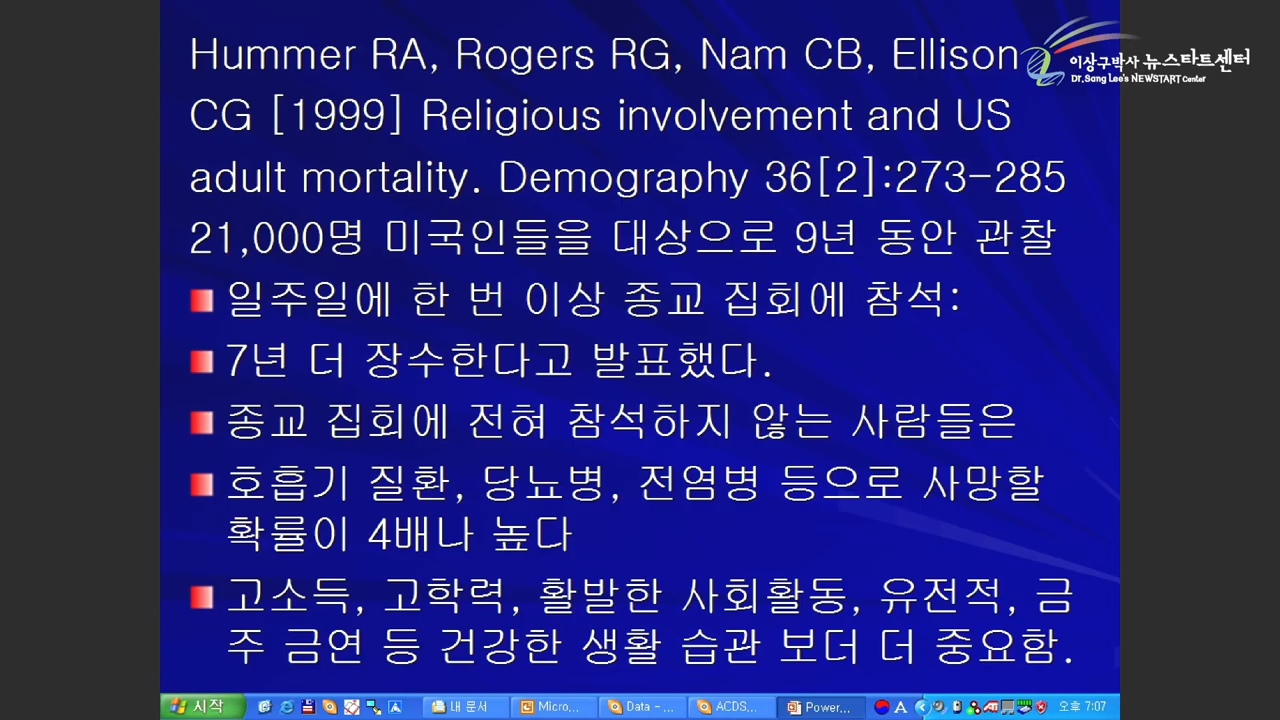 Hummer RA, Rogers RG, Nam CB, Ellison
CG [1999] Religious involvement and US
adult mortality. Demography 36[2]:273-285
21,000명 미국인들을 대상으로 9년 동안 관찰
일주일에 한 번 이상 종교 집회에 참석:
7년 더 장수한다고 발표했다.
종교 집회에 전혀 참석하지 않는 사람들은
호흡기 질환, 당뇨병, 전염병 등으로 사망할
확률이 4배나 높다
고소득, 고학력, 활발한 사회활동, 유전적, 금
주 금연 등 건강한 생활 습관 보더 더 중요함.
이상구박사 뉴스타트센터
Dr.Sang Lee's NEWSTART Center
시작 내 문서 Micro... Data - ... ACDS... Power... A 오후 7:07